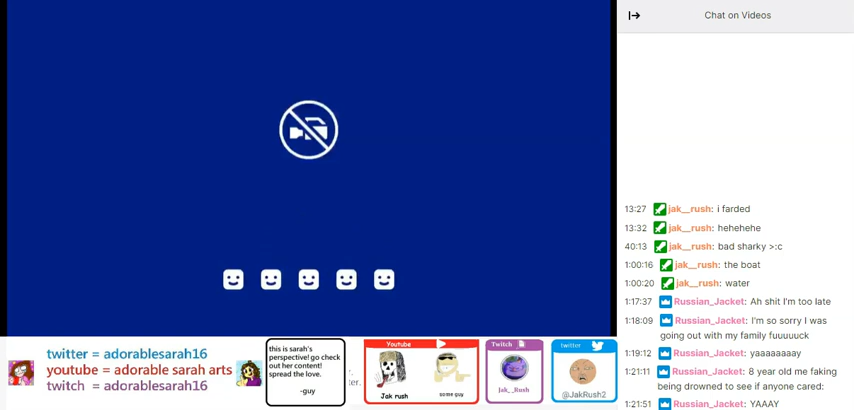 Chat on Videos
13:27 jak__rush: i farded
13:32 jak__rush: hehehehe
40:13 jak__rush: bad sharky >:c
1:00:16 jak__rush: the boat
1:00:20 jak__rush: water
1:17:37 Russian_Jacket: Ah shit I'm too late
1:18:09 Russian_Jacket: I'm so sorry I was
going out with my family fuuuuck
1:19:12 Russian_Jacket: yaaaaaaaay
1:21:11 Russian_Jacket: 8 year old me faking
being drowned to see if anyone cared:
1:21:51 Russian_Jacket: YAAAY
twitter = adorablesarah16
youtube = adorable sarah arts
twitch = adorablesarah16
this is sarah's
perspective! go check
out her content!
spread the love.
-guy
ter.
Youtube
Jak rush
some guy
Twitch
Jak_ _Rush
twitter
@JakRush2